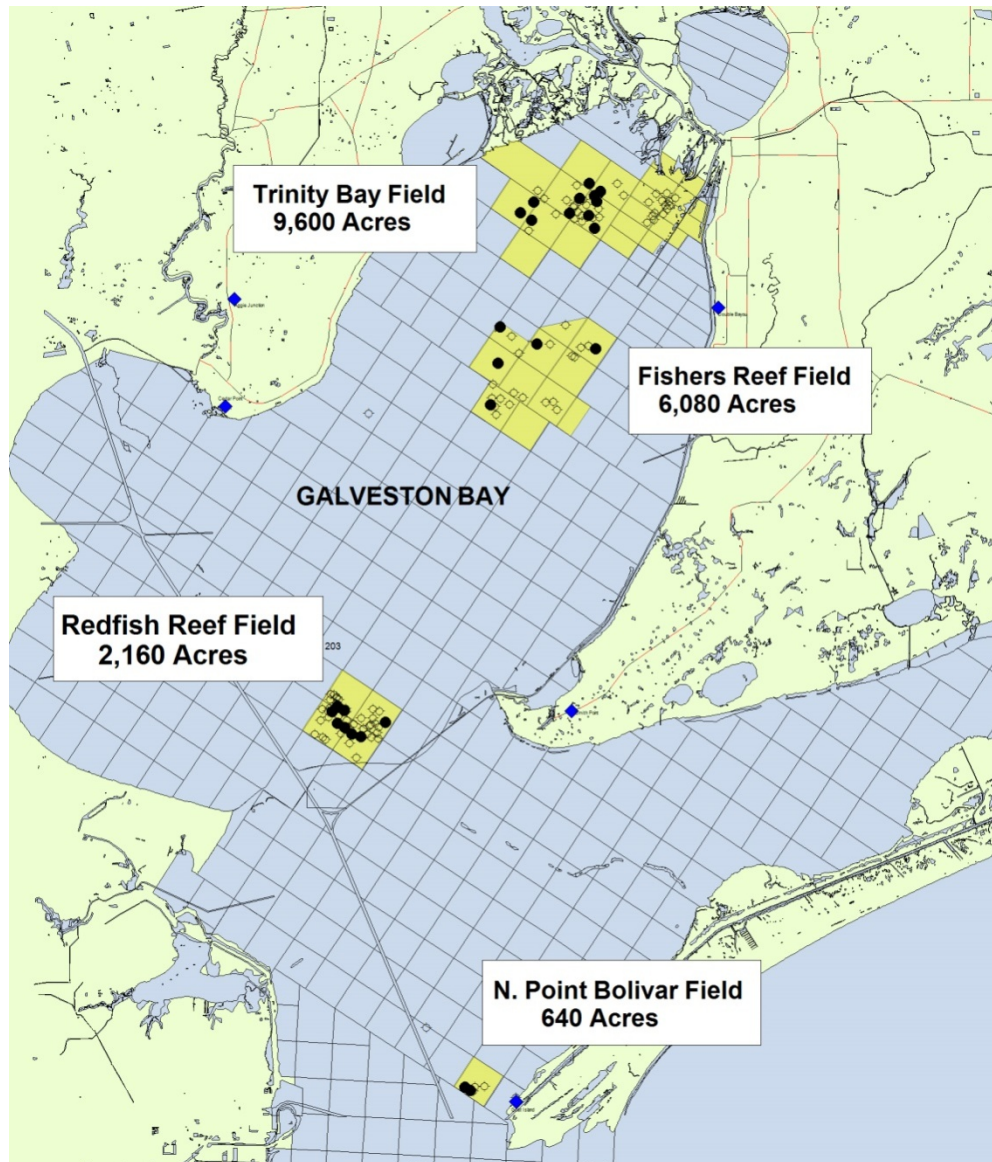 Trinity Bay Field
9,600 Acres
Fishers Reef Field
6,080 Acres
GALVESTON BAY
Redfish Reef Field
2,160 Acres
203
N. Point Bolivar Field
640 Acres